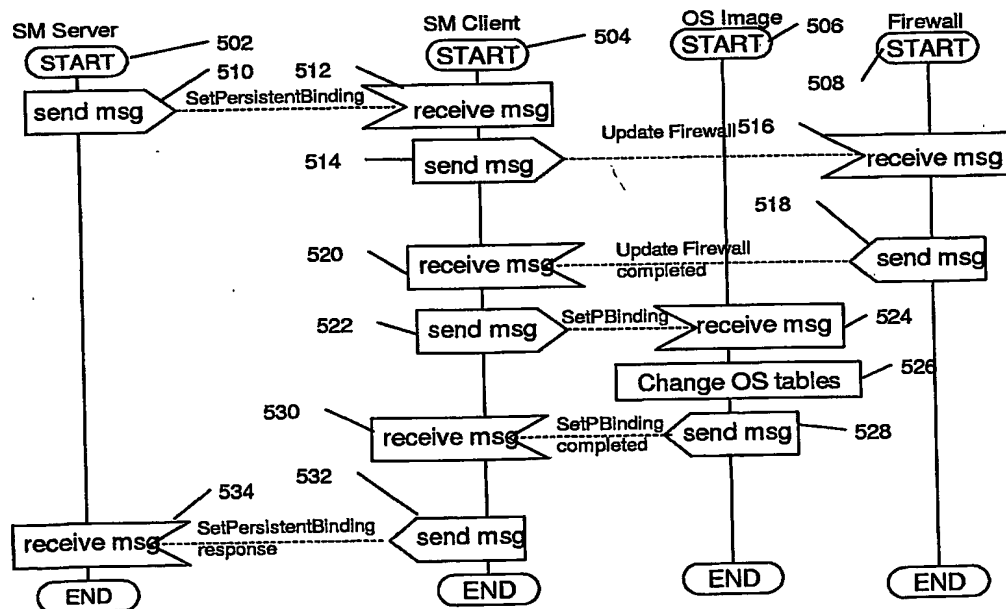 SM Server
SM Client
OS Image
Firewall
START
502
START
504
START
506
START
508
510
512
send msg
SetPersistentBinding
receive msg
514
send msg
Update Firewall
516
receive msg
518
520
receive msg
Update Firewall
completed
send msg
522
send msg
SetPBinding
receive msg
524
Change OS tables
526
530
receive msg
SetPBinding
completed
send msg
528
534
532
receive msg
SetPersistentBinding
response
send msg
END
END
END
END